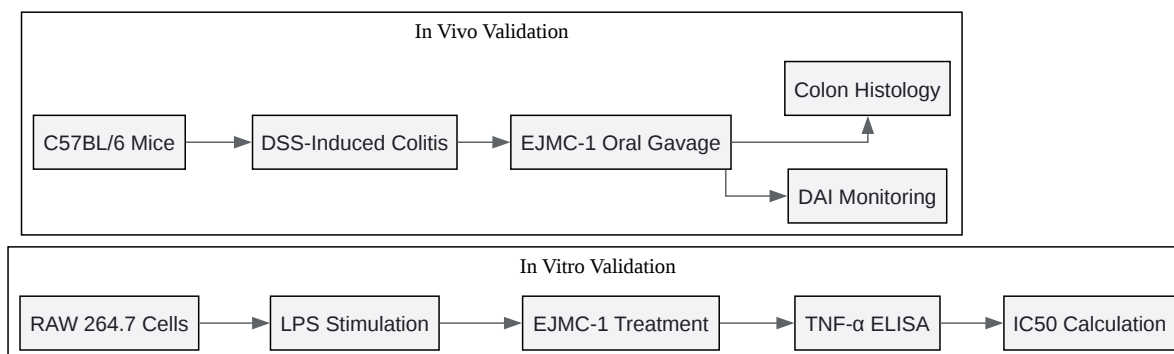 In Vivo Validation
C57BL/6 Mice
DSS-Induced Colitis
EJMC-1 Oral Gavage
Colon Histology
DAI Monitoring
In Vitro Validation
RAW 264.7 Cells
LPS Stimulation
EJMC-1 Treatment
TNF-α ELISA
IC50 Calculation